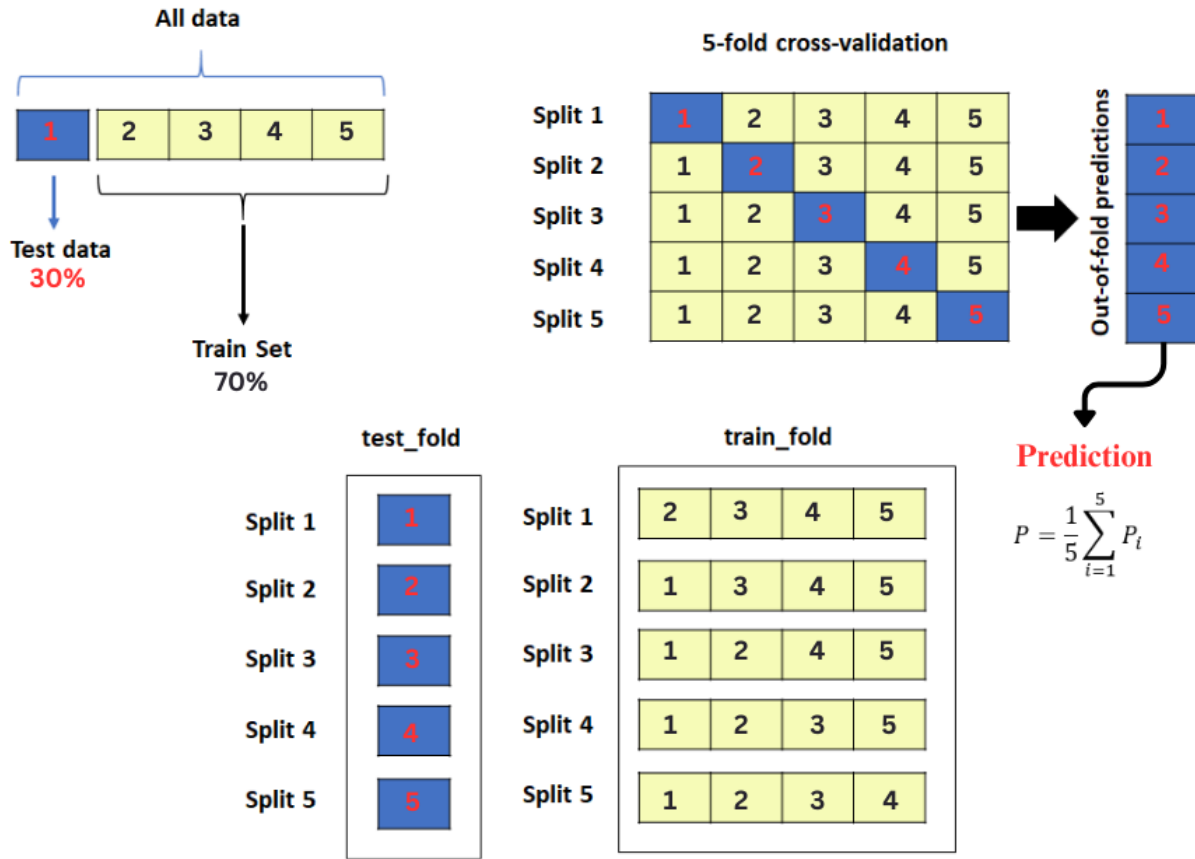 All data
1 2 3 4 5
Test data
30%
Train Set
70%
5-fold cross-validation
Split 1 1 2 3 4 5
Split 2 1 2 3 4 5
Split 3 1 2 3 4 5
Split 4 1 2 3 4 5
Split 5 1 2 3 4 5
Out-of-fold predictions
1
2
3
4
5
Prediction
P = \frac{1}{5} \sum_{i=1}^{5} P_i
test_fold
Split 1 1
Split 2 2
Split 3 3
Split 4 4
Split 5 5
train_fold
Split 1 2 3 4 5
Split 2 1 3 4 5
Split 3 1 2 4 5
Split 4 1 2 3 5
Split 5 1 2 3 4